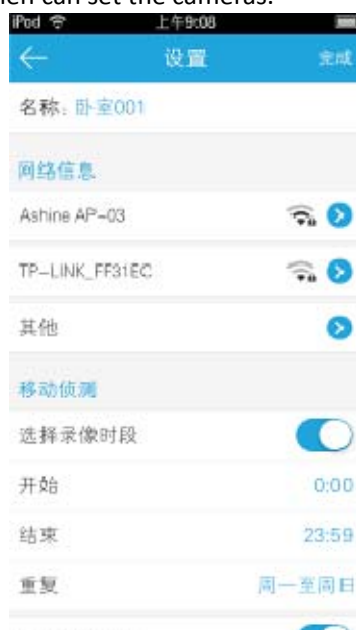 then can set the cameras.
iPod 上午9:08
设置 完成
名称: 卧室001
网络信息
Ashine AP-03
TP-LINK_FF31EC
其他
移动侦测
选择录像时段
开始 0:00
结束 23:59
重复 周一至周日